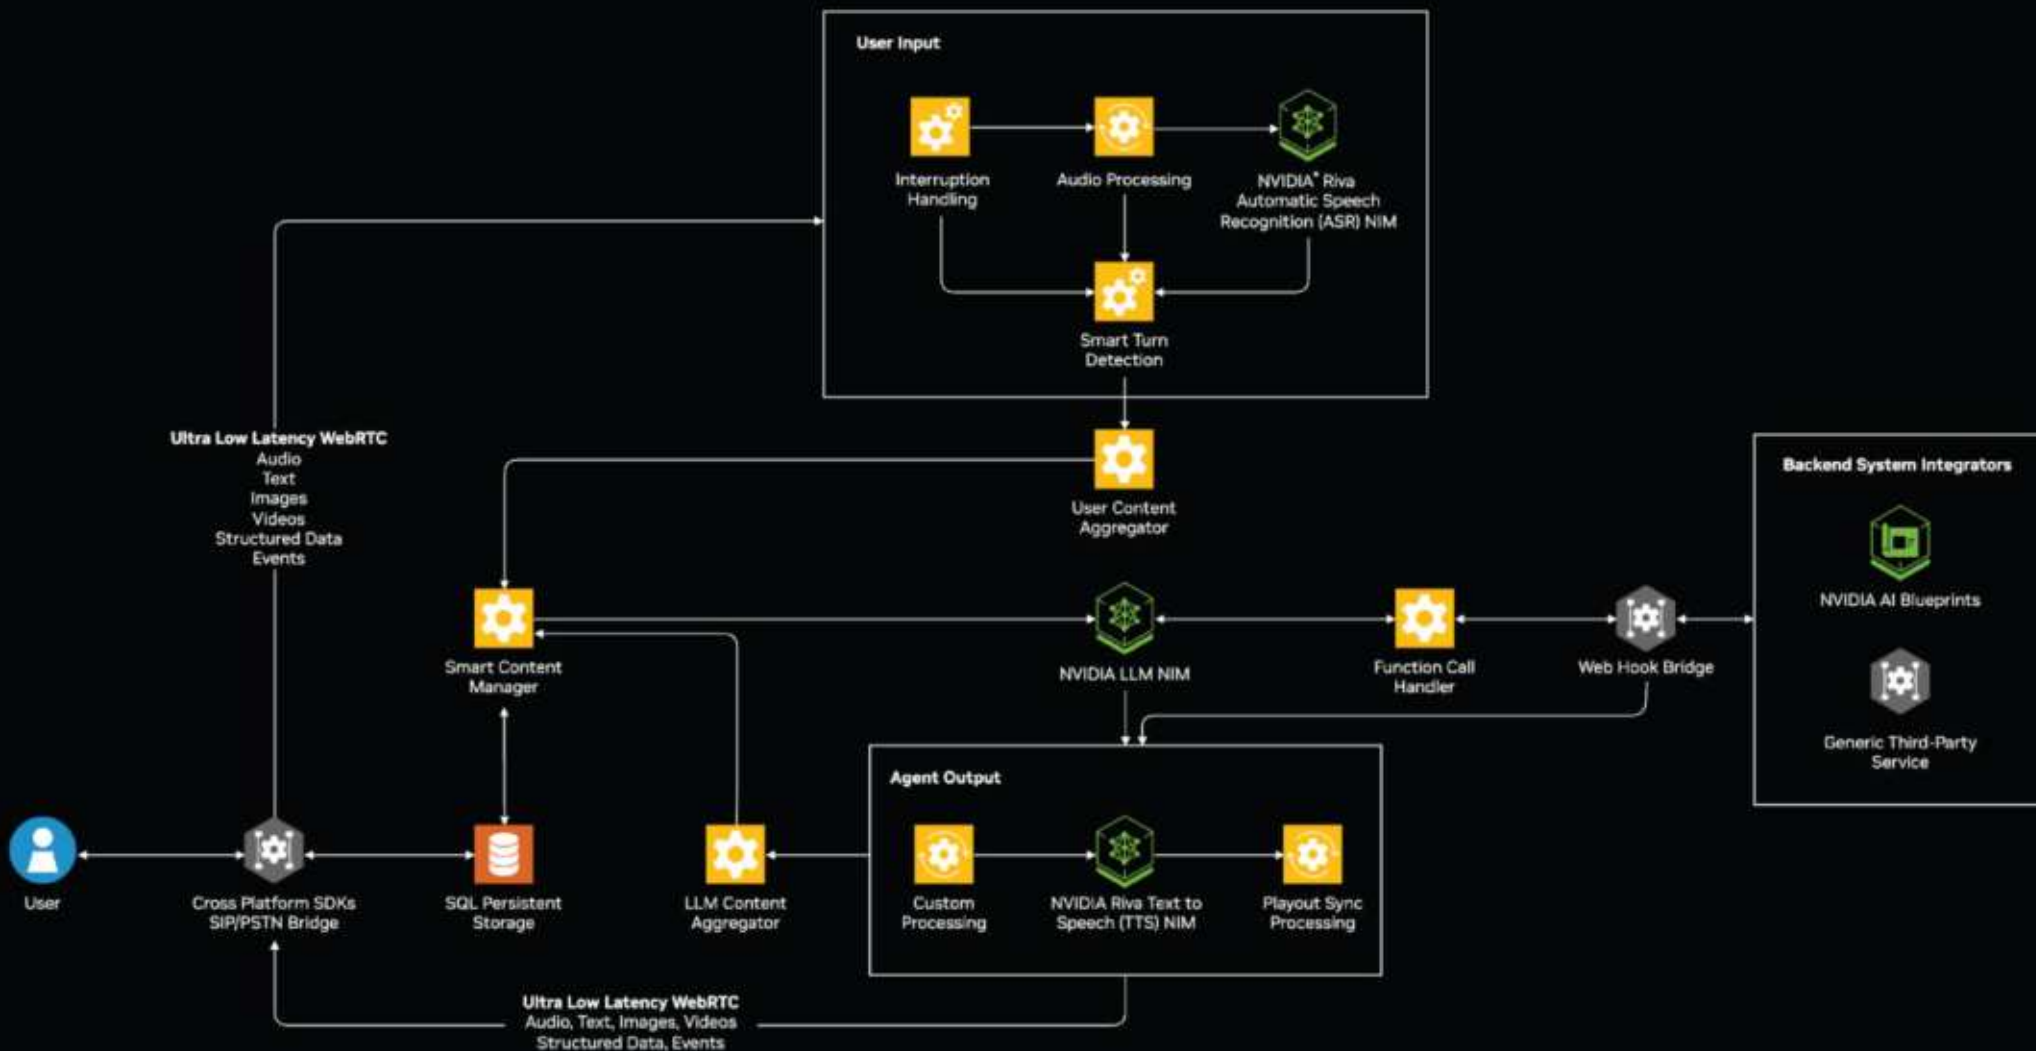 User Input
Interruption
Handling
Audio Processing
NVIDIA® Riva
Automatic Speech
Recognition (ASR) NIM
Smart Turn
Detection
Ultra Low Latency WebRTC
Audio
Text
Images
Videos
Structured Data
Events
User Content
Aggregator
Backend System Integrators
NVIDIA AI Blueprints
Generic Third-Party
Service
Smart Content
Manager
NVIDIA LLM NIM
Function Call
Handler
Web Hook Bridge
Agent Output
User
Cross Platform SDKs
SIP/PSTN Bridge
SQL Persistent
Storage
LLM Content
Aggregator
Custom
Processing
NVIDIA Riva Text to
Speech (TTS) NIM
Playout Sync
Processing
Ultra Low Latency WebRTC
Audio, Text, Images, Videos
Structured Data, Events